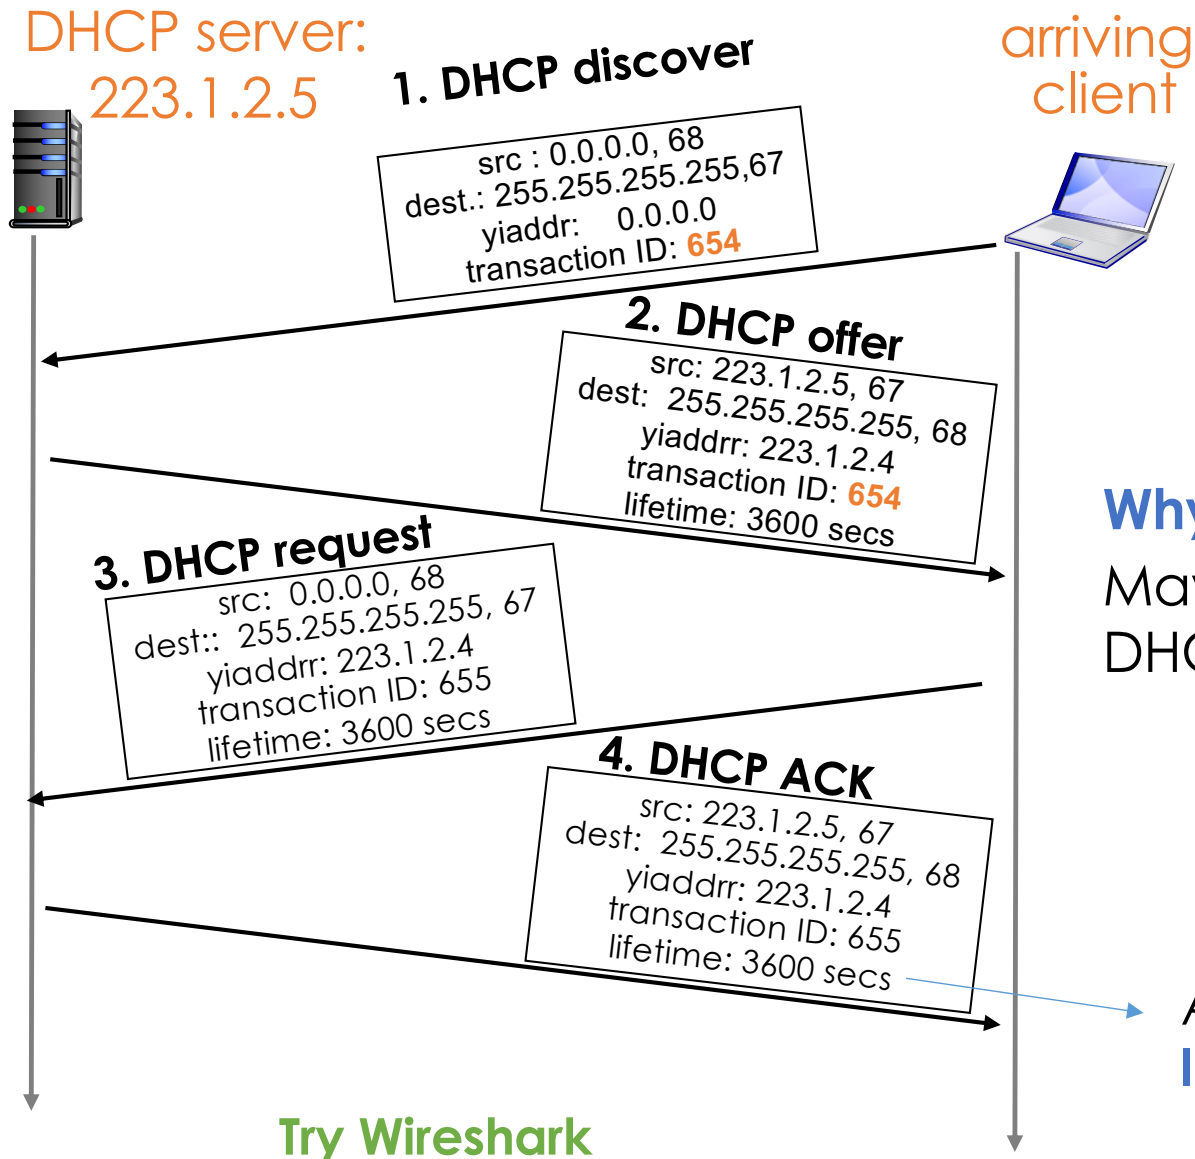 DHCP server:
223.1.2.5
arriving
client
1. DHCP discover
src : 0.0.0.0, 68
dest.: 255.255.255.255,67
yiaddr: 0.0.0.0
transaction ID: 654
2. DHCP offer
src: 223.1.2.5, 67
dest: 255.255.255.255, 68
yiaddrr: 223.1.2.4
transaction ID: 654
lifetime: 3600 secs
3. DHCP request
src: 0.0.0.0, 68
dest:: 255.255.255.255, 67
yiaddrr: 223.1.2.4
transaction ID: 655
lifetime: 3600 secs
4. DHCP ACK
src: 223.1.2.5, 67
dest: 255.255.255.255, 68
yiaddrr: 223.1.2.4
transaction ID: 655
lifetime: 3600 secs
Try Wireshark